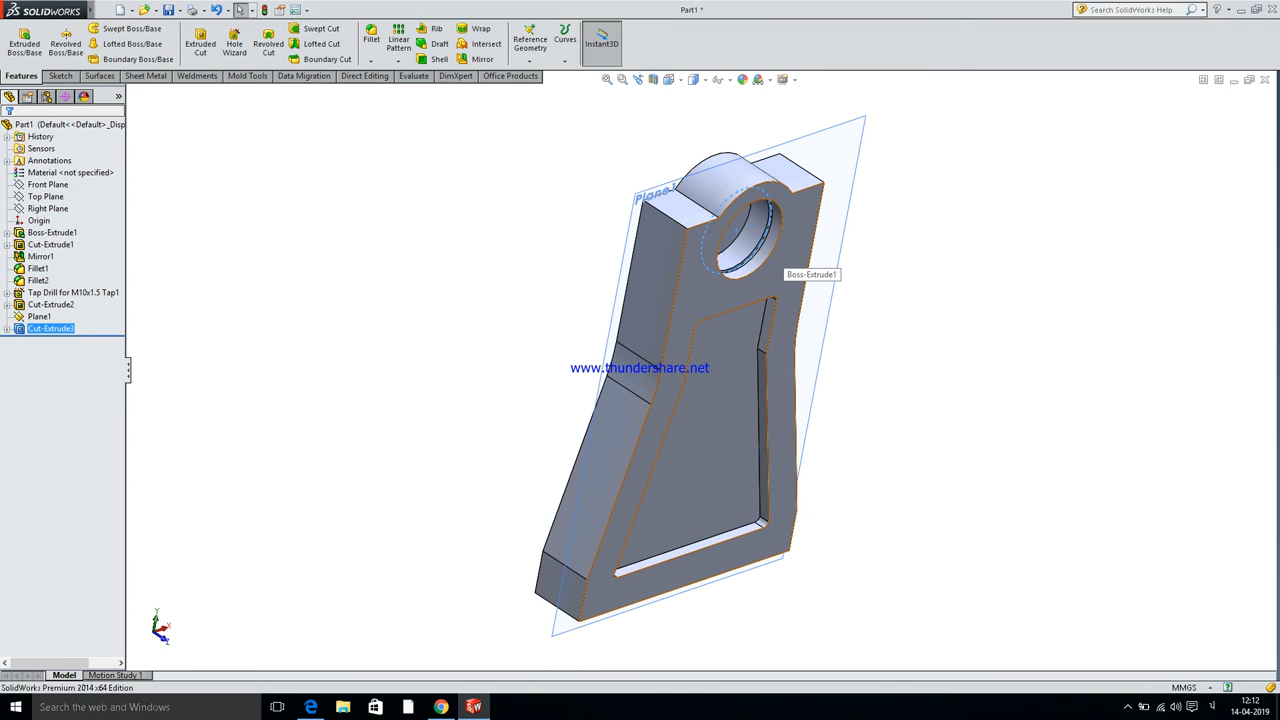 SOLIDWORKS
Part1 *
Search SolidWorks Help
Extruded Boss/Base
Revolved Boss/Base
Swept Boss/Base
Lofted Boss/Base
Boundary Boss/Base
Extruded Cut
Hole Wizard
Revolved Cut
Swept Cut
Lofted Cut
Boundary Cut
Fillet
Linear Pattern
Rib
Draft
Shell
Wrap
Intersect
Mirror
Reference Geometry
Curves
Instant3D
Features
Sketch
Surfaces
Sheet Metal
Weldments
Mold Tools
Data Migration
Direct Editing
Evaluate
DimXpert
Office Products
Part1 (Default<<Default>_Disp
History
Sensors
Annotations
Material <not specified>
Front Plane
Top Plane
Right Plane
Origin
Boss-Extrude1
Cut-Extrude1
Mirror1
Fillet1
Fillet2
Tap Drill for M10x1.5 Tap1
Cut-Extrude2
Plane1
Cut-Extrude3
Plane1
Boss-Extrude1
www.thundershare.net
Y
X
Z
Model
Motion Study 1
SolidWorks Premium 2014 x64 Edition
MMGS
Search the web and Windows
12:12
14-04-2019